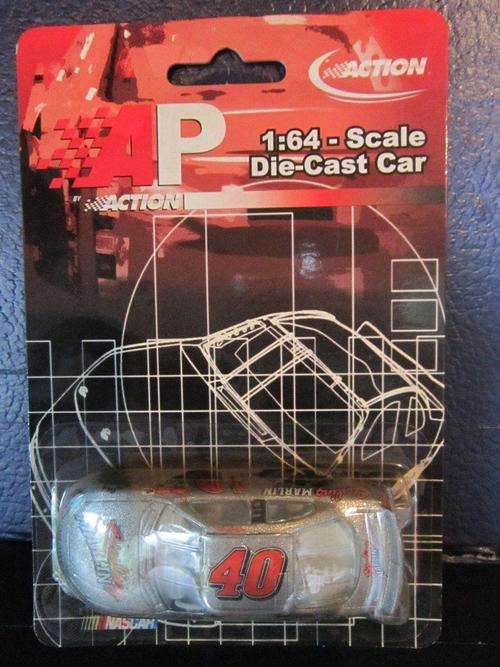 ACTION
AP
ACTION
1:64 - Scale
Die-Cast Car
MARLIN
40
NASCAR